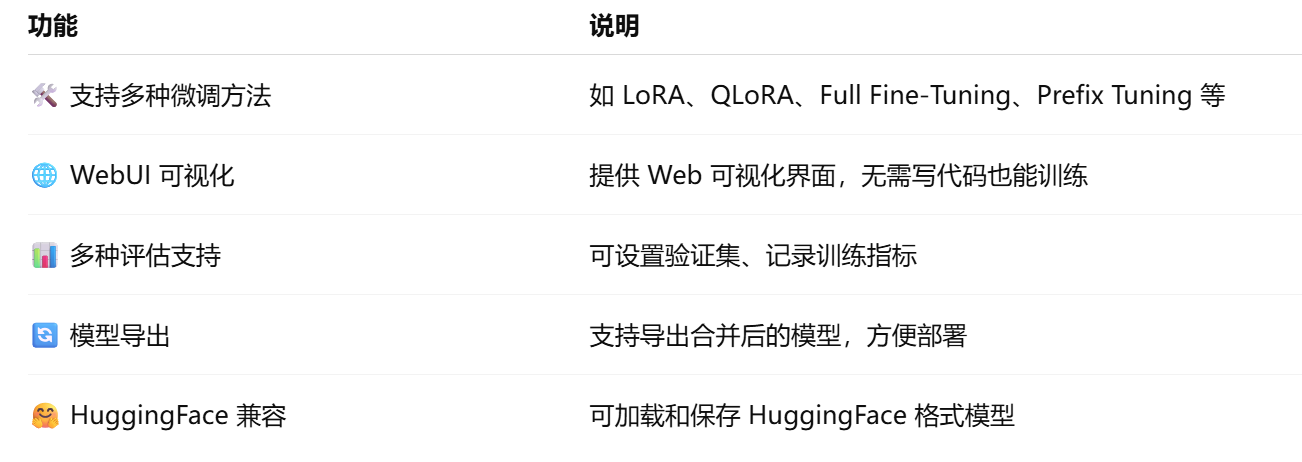 功能 说明
🛠️ 支持多种微调方法 如 LoRA、QLoRA、Full Fine-Tuning、Prefix Tuning 等
🌐 WebUI 可视化 提供 Web 可视化界面，无需写代码也能训练
📊 多种评估支持 可设置验证集、记录训练指标
🔄 模型导出 支持导出合并后的模型，方便部署
🤗 HuggingFace 兼容 可加载和保存 HuggingFace 格式模型